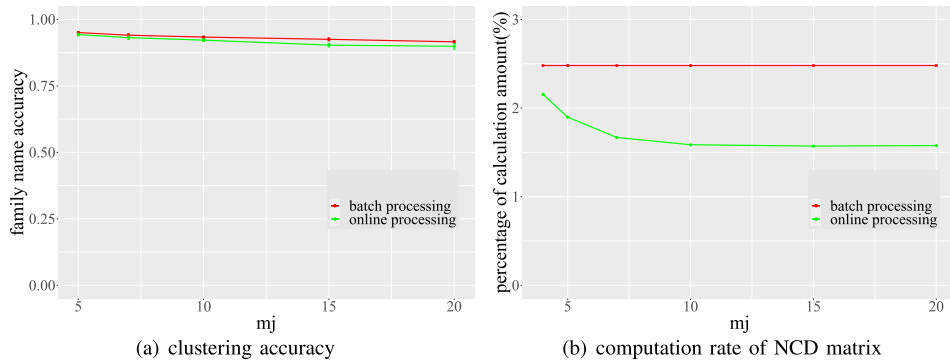 1.00
0.75
0.50
0.25
0.00
family name accuracy
batch processing
online processing
5
10
15
20
mj
(a) clustering accuracy
3
2
1
0
percentage of calculation amount(%)
batch processing
online processing
5
10
15
20
mj
(b) computation rate of NCD matrix